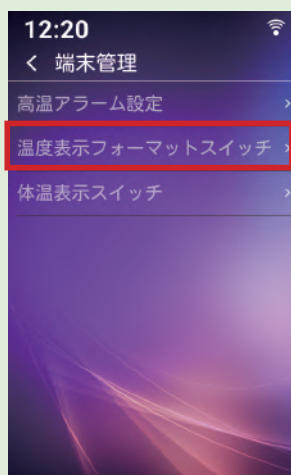 12:20
< 端末管理
高温アラーム設定 >
温度表示フォーマットスイッチ >
体温表示スイッチ >